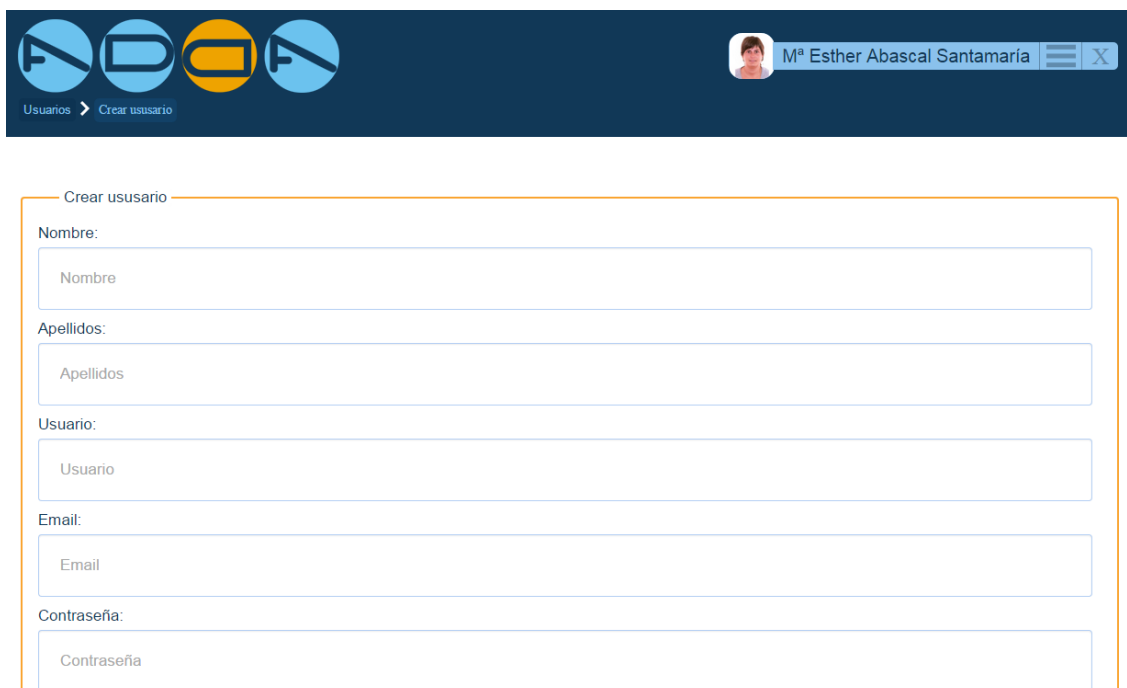 ADDA
Mª Esther Abascal Santamaría X
Usuarios Crear ususario
Crear ususario
Nombre:
Nombre
Apellidos:
Apellidos
Usuario:
Usuario
Email:
Email
Contraseña:
Contraseña